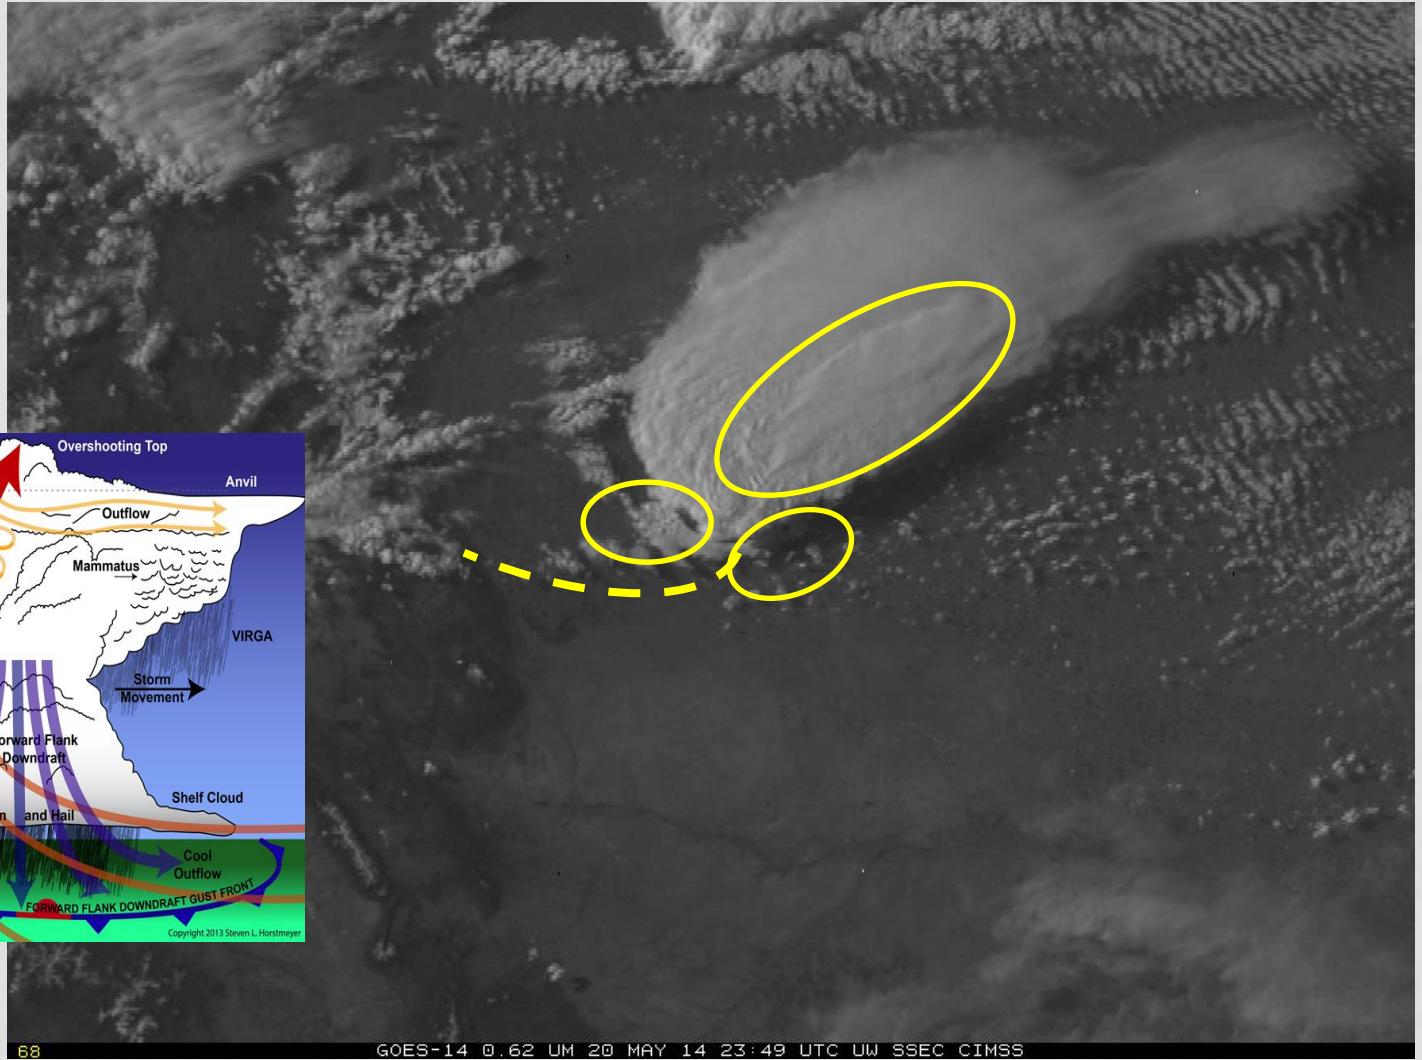 Overshooting Top
Anvil
Outflow
Mammatus
VIRGA
Storm
Movement
orward Flank
Downdraft
Shelf Cloud
n and Hail
Cool
Outflow
FORWARD FLANK DOWNDRAFT GUST FRONT
Copyright 2013 Steven L. Horstmeyer
68 GOES-14 0.62 UM 20 MAY 14 23:49 UTC UW SSEC CIMSS